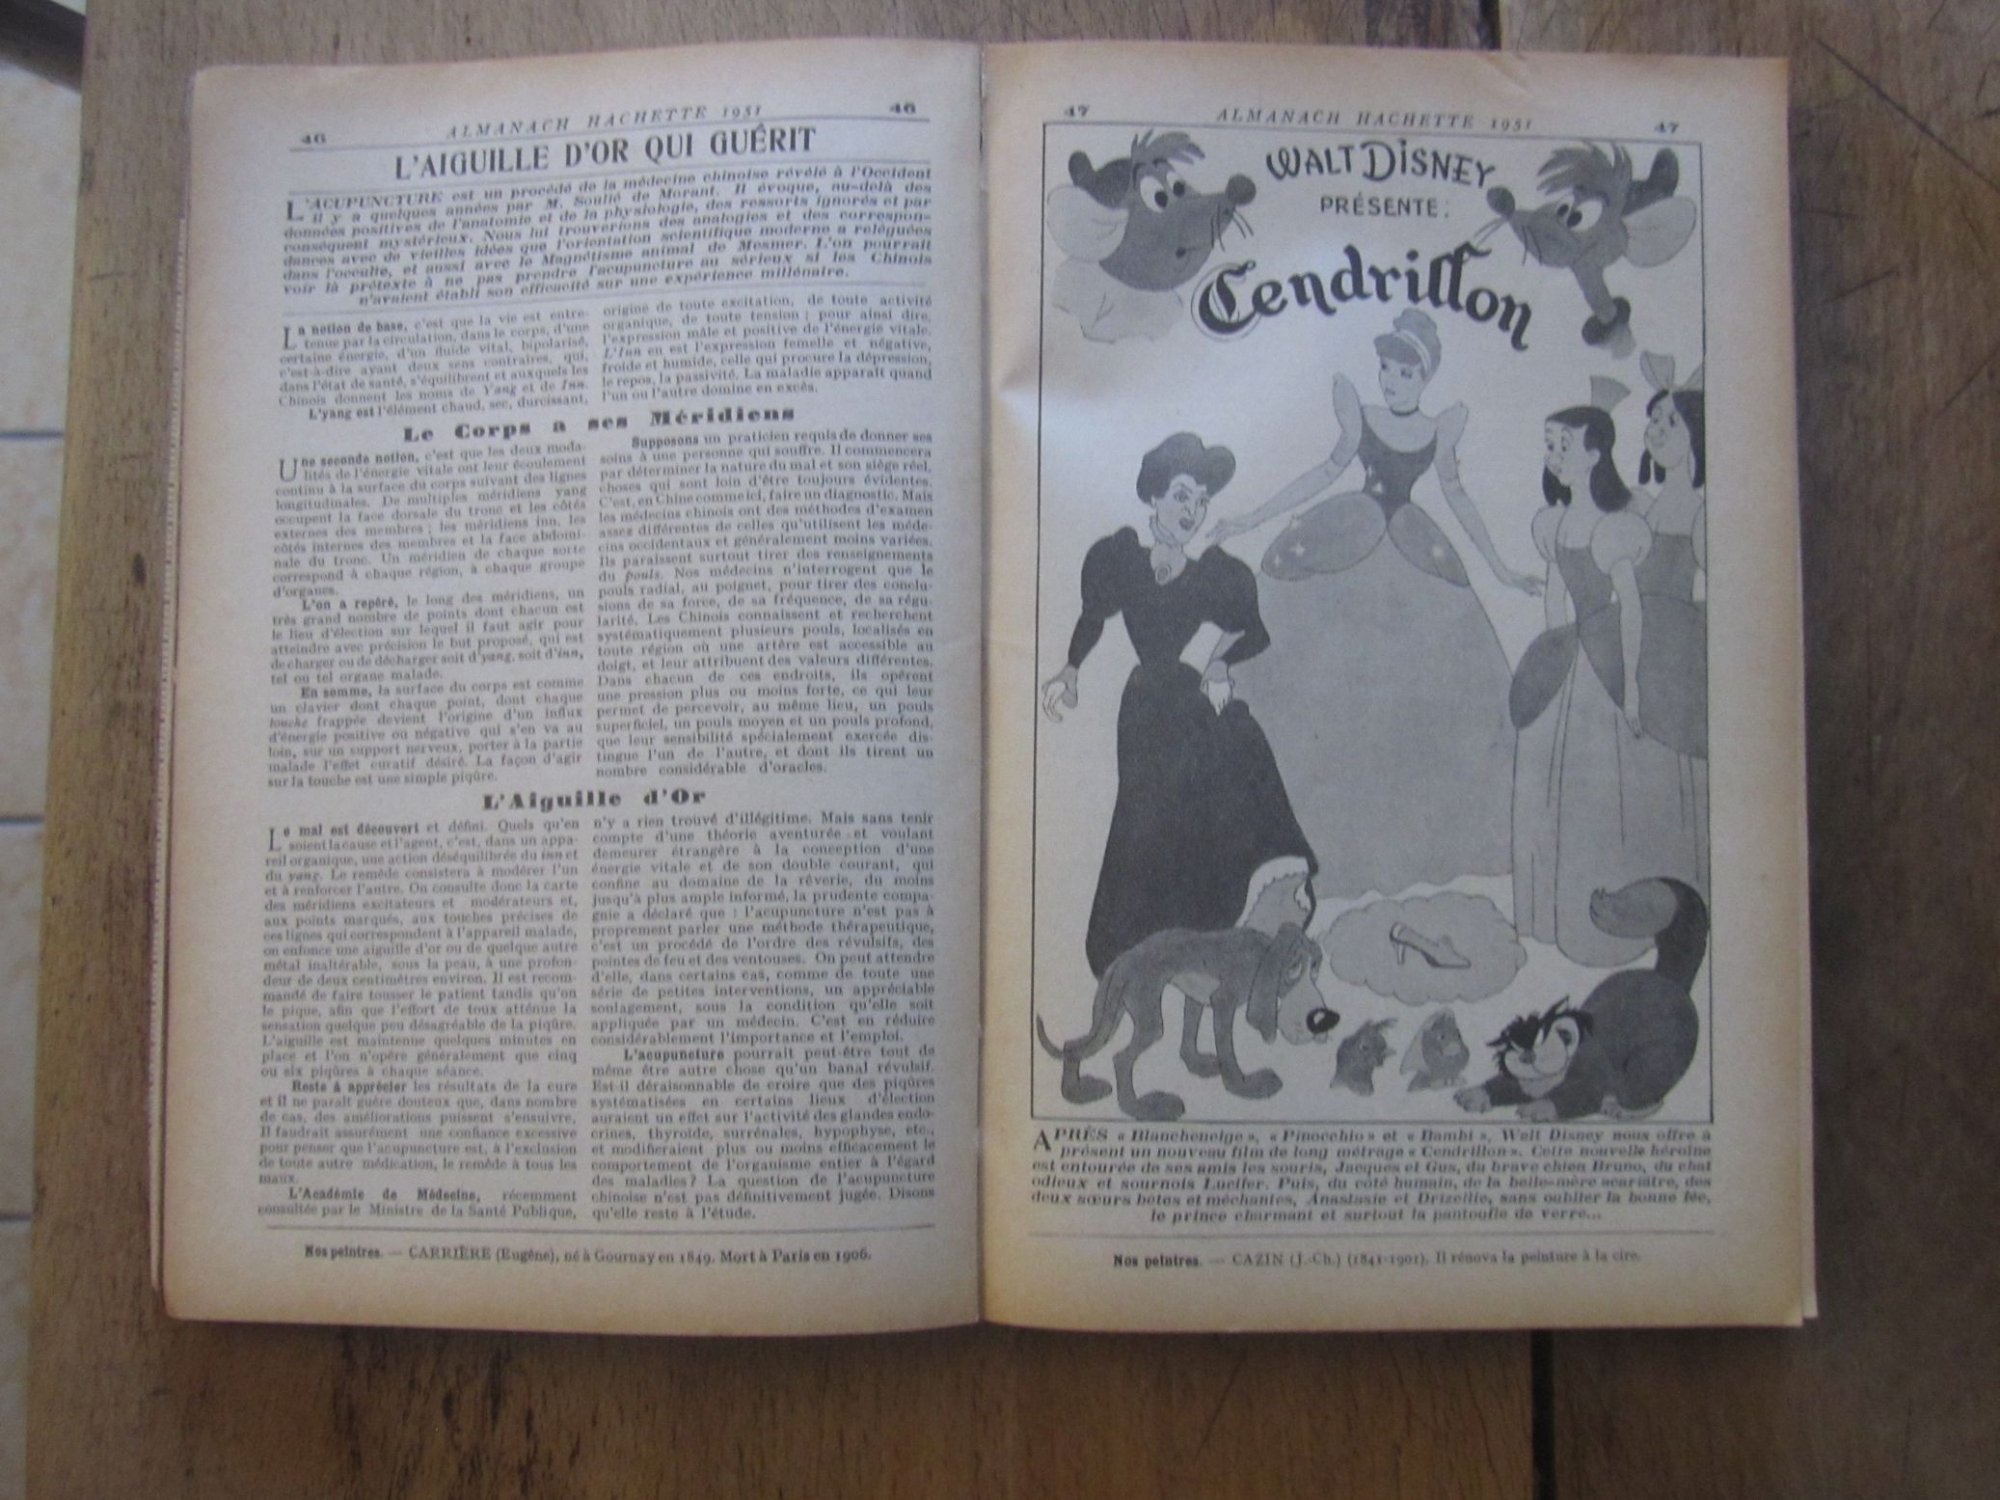 46
ALMANACH HACHETTE 1951
46
L'AIGUILLE D'OR QUI GUÉRIT
L'ACUPUNCTURE est un procédé de la médecine chinoise révélé à l'Occident
il y a quelques années par M. Soulié de Morant. Il évoque, au-delà des
données positives de l'anatomie et de la physiologie, des ressorts ignorés et par
conséquent mystérieux. Nous lui trouverions des analogies et des correspon-
dances avec de vieilles idées que l'orientation scientifique moderne a reléguées
dans l'occulte, et aussi avec le Magnétisme animal de Mesmer. L'on pourrait
voir là prétexte à ne pas prendre l'acupuncture au sérieux si les Chinois
n'avaient établi son efficacité sur une expérience millénaire.
La notion de base, c'est que la vie est entre-
tenue par la circulation, dans le corps, d'une
certaine énergie, d'un fluide vital, bipolarisé,
c'est-à-dire ayant deux sens contraires, qui,
dans l'état de santé, s'équilibrent et auxquels les
Chinois donnent les noms de Yang et de Inn.
L'yang est l'élément chaud, sec, durcissant,
origine de toute excitation, de toute activité
organique, de toute tension ; pour ainsi dire,
l'expression mâle et positive de l'énergie vitale.
L'Inn en est l'expression femelle et négative,
froide et humide, celle qui procure la dépression,
le repos, la passivité. La maladie apparaît quand
l'un ou l'autre domine en excès.
Le Corps a ses Méridiens
Une seconde notion, c'est que les deux moda-
lités de l'énergie vitale ont leur écoulement
continu à la surface du corps suivant des lignes
longitudinales. De multiples méridiens yang
occupent la face dorsale du tronc et les côtés
externes des membres ; les méridiens inn, les
côtés internes des membres et la face abdomi-
nale du tronc. Un méridien de chaque sorte
correspond à chaque région, à chaque groupe
d'organes.
L'on a repéré, le long des méridiens, un
très grand nombre de points dont chacun est
le lieu d'élection sur lequel il faut agir pour
atteindre avec précision le but proposé, qui est
de charger ou de décharger soit d'yang, soit d'inn,
tel ou tel organe malade.
En somme, la surface du corps est comme
un clavier dont chaque point, dont chaque
touche frappée devient l'origine d'un influx
d'énergie positive ou négative qui s'en va au
loin, sur un support nerveux, porter à la partie
malade l'effet curatif désiré. La façon d'agir
sur la touche est une simple piqûre.
Supposons un praticien requis de donner ses
soins à une personne qui souffre. Il commencera
par déterminer la nature du mal et son siège réel,
choses qui sont loin d'être toujours évidentes.
C'est, en Chine comme ici, faire un diagnostic. Mais
les médecins chinois ont des méthodes d'examen
assez différentes de celles qu'utilisent les méde-
cins occidentaux et généralement moins variées.
Ils paraissent surtout tirer des renseignements
du pouls. Nos médecins n'interrogent que le
pouls radial, au poignet, pour tirer des conclu-
sions de sa force, de sa fréquence, de sa régu-
larité. Les Chinois connaissent et recherchent
systématiquement plusieurs pouls, localisés en
toute région où une artère est accessible au
doigt, et leur attribuent des valeurs différentes.
Dans chacun de ces endroits, ils opèrent
une pression plus ou moins forte, ce qui leur
permet de percevoir, au même lieu, un pouls
superficiel, un pouls moyen et un pouls profond,
que leur sensibilité spécialement exercée dis-
tingue l'un de l'autre, et dont ils tirent un
nombre considérable d'oracles.
L'Aiguille d'Or
Le mal est découvert et défini. Quels qu'en
soient la cause et l'agent, c'est, dans un appa-
reil organique, une action déséquilibrée du inn et
du yang. Le remède consistera à modérer l'un
et à renforcer l'autre. On consulte donc la carte
des méridiens excitateurs et modérateurs et,
aux points marqués, aux touches précises de
ces lignes qui correspondent à l'appareil malade,
on enfonce une aiguille d'or ou de quelque autre
métal inaltérable, sous la peau, à une profon-
deur de deux centimètres environ. Il est recom-
mandé de faire tousser le patient tandis qu'on
le pique, afin que l'effort de toux atténue la
sensation quelque peu désagréable de la piqûre.
L'aiguille est maintenue quelques minutes en
place et l'on n'opère généralement que cinq
ou six piqûres à chaque séance.
Reste à apprécier les résultats de la cure
et il ne paraît guère douteux que, dans nombre
de cas, des améliorations puissent s'ensuivre.
Il faudrait assurément une confiance excessive
pour penser que l'acupuncture est, à l'exclusion
de toute autre médication, le remède à tous les
maux.
L'Académie de Médecine, récemment
consultée par le Ministre de la Santé Publique,
n'y a rien trouvé d'illégitime. Mais sans tenir
compte d'une théorie aventurée et voulant
demeurer étrangère à la conception d'une
énergie vitale et de son double courant, qui
confine au domaine de la rêverie, du moins
jusqu'à plus ample informé, la prudente compa-
gnie a déclaré que : l'acupuncture n'est pas à
proprement parler une méthode thérapeutique,
c'est un procédé de l'ordre des révulsifs, des
pointes de feu et des ventouses. On peut attendre
d'elle, dans certains cas, comme de toute une
série de petites interventions, un appréciable
soulagement, sous la condition qu'elle soit
appliquée par un médecin. C'est en réduire
considérablement l'importance et l'emploi.
L'acupuncture pourrait peut-être tout de
même être autre chose qu'un banal révulsif.
Est-il déraisonnable de croire que des piqûres
systématisées en certains lieux d'élection
auraient un effet sur l'activité des glandes endo-
crines, thyroïde, surrénales, hypophyse, etc.,
et modifieraient plus ou moins efficacement le
comportement de l'organisme entier à l'égard
des maladies? La question de l'acupuncture
chinoise n'est pas définitivement jugée. Disons
qu'elle reste à l'étude.
Nos peintres. — CARRIÈRE (Eugène), né à Gournay en 1849. Mort à Paris en 1906.
47
ALMANACH HACHETTE 1951
47
WALT DISNEY
PRÉSENTE :
Cendrillon
APRÈS « Blancheneige », « Pinocchio » et « Bambi », Walt Disney nous offre à
présent un nouveau film de long métrage « Cendrillon ». Cette nouvelle héroïne
est entourée de ses amis les souris, Jacques et Gus, du brave chien Bruno, du chat
odieux et sournois Lucifer. Puis, du côté humain, de la belle-mère acariâtre, des
deux sœurs bêtes et méchantes, Anastasie et Drizellie, sans oublier la bonne fée,
le prince charmant et surtout la pantoufle de verre...
Nos peintres. — CAZIN (J.-Ch.) (1841-1901). Il rénova la peinture à la cire.